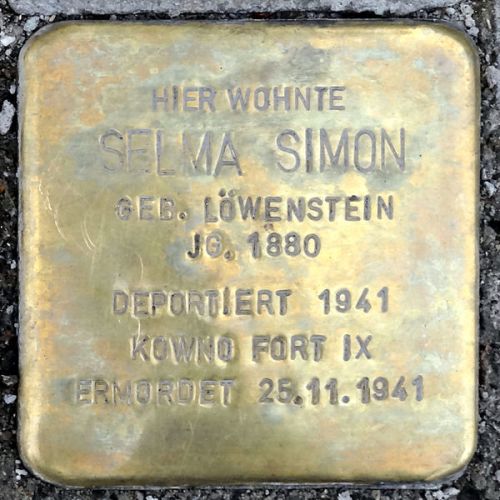 HIER WOHNTE
SELMA SIMON
GEB. LÖWENSTEIN
JG. 1880
DEPORTIERT 1941
KOWNO FORT IX
ERMORDET 25.11.1941